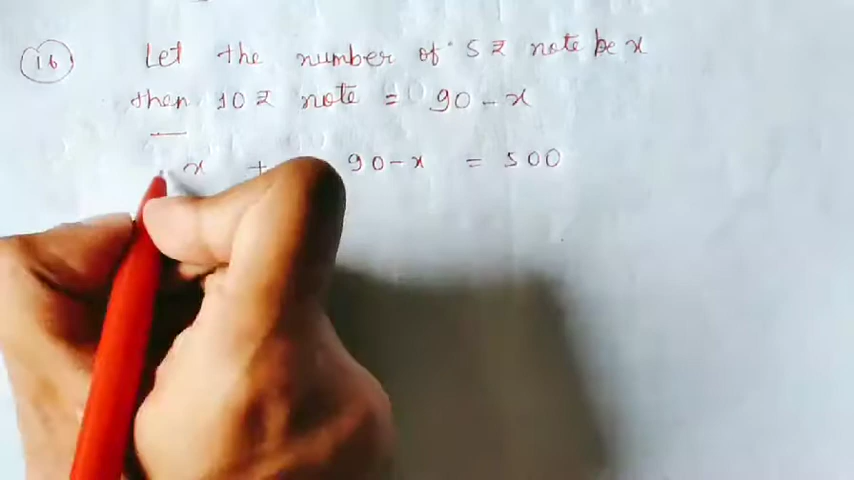 16 Let the number of 5₹ note be x
then 10₹ note = 90 - x
x + 90 - x = 500